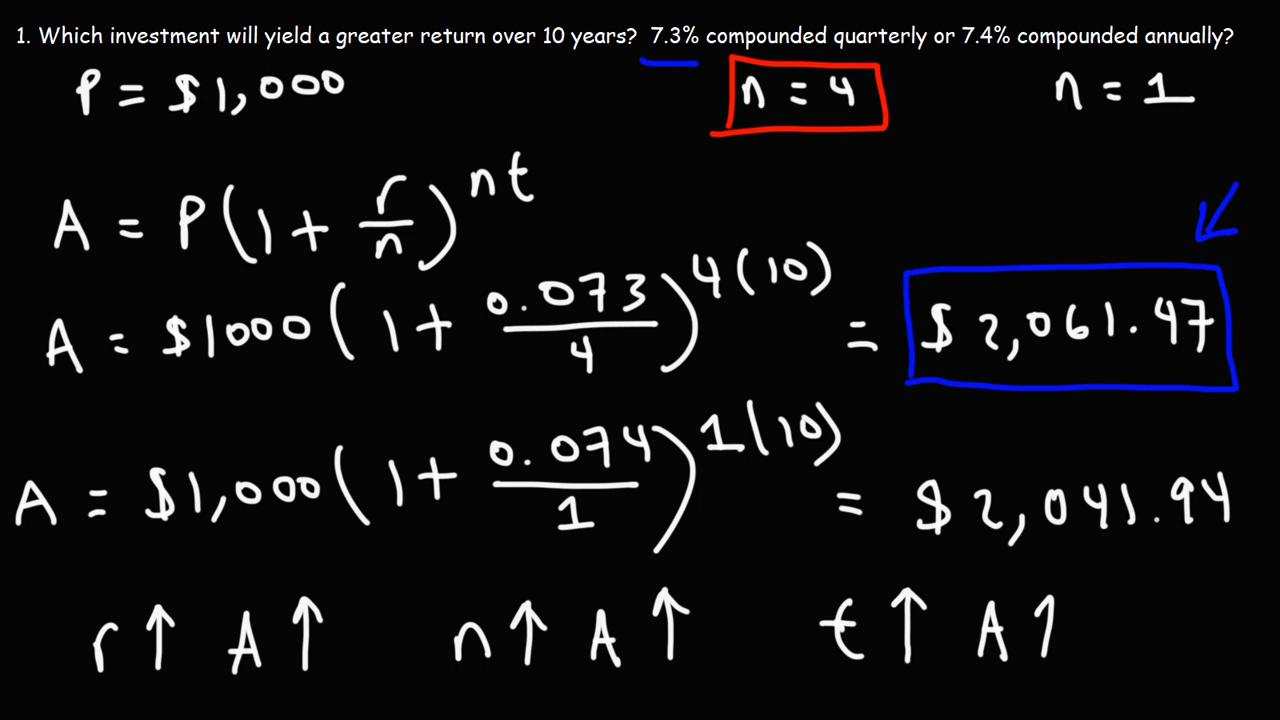 1. Which investment will yield a greater return over 10 years? 7.3% compounded quarterly or 7.4% compounded annually?
P = $1,000 n = 4 n = 1
A = P(1 + r/n)^nt
A = $1000(1 + 0.073/4)^4(10) = $2,061.47
A = $1,000(1 + 0.074/1)^1(10) = $2,041.94
r↑ A↑ n↑ A↑ t↑ A↑